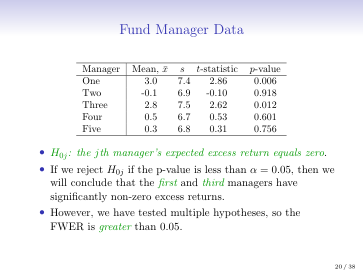 Fund Manager Data
Manager Mean, x̄ s t-statistic p-value
One 3.0 7.4 2.86 0.006
Two -0.1 6.9 -0.10 0.918
Three 2.8 7.5 2.62 0.012
Four 0.5 6.7 0.53 0.601
Five 0.3 6.8 0.31 0.756
• H₀ⱼ: the jth manager's expected excess return equals zero.
• If we reject H₀ⱼ if the p-value is less than α = 0.05, then we
will conclude that the first and third managers have
significantly non-zero excess returns.
• However, we have tested multiple hypotheses, so the
FWER is greater than 0.05.
20 / 38